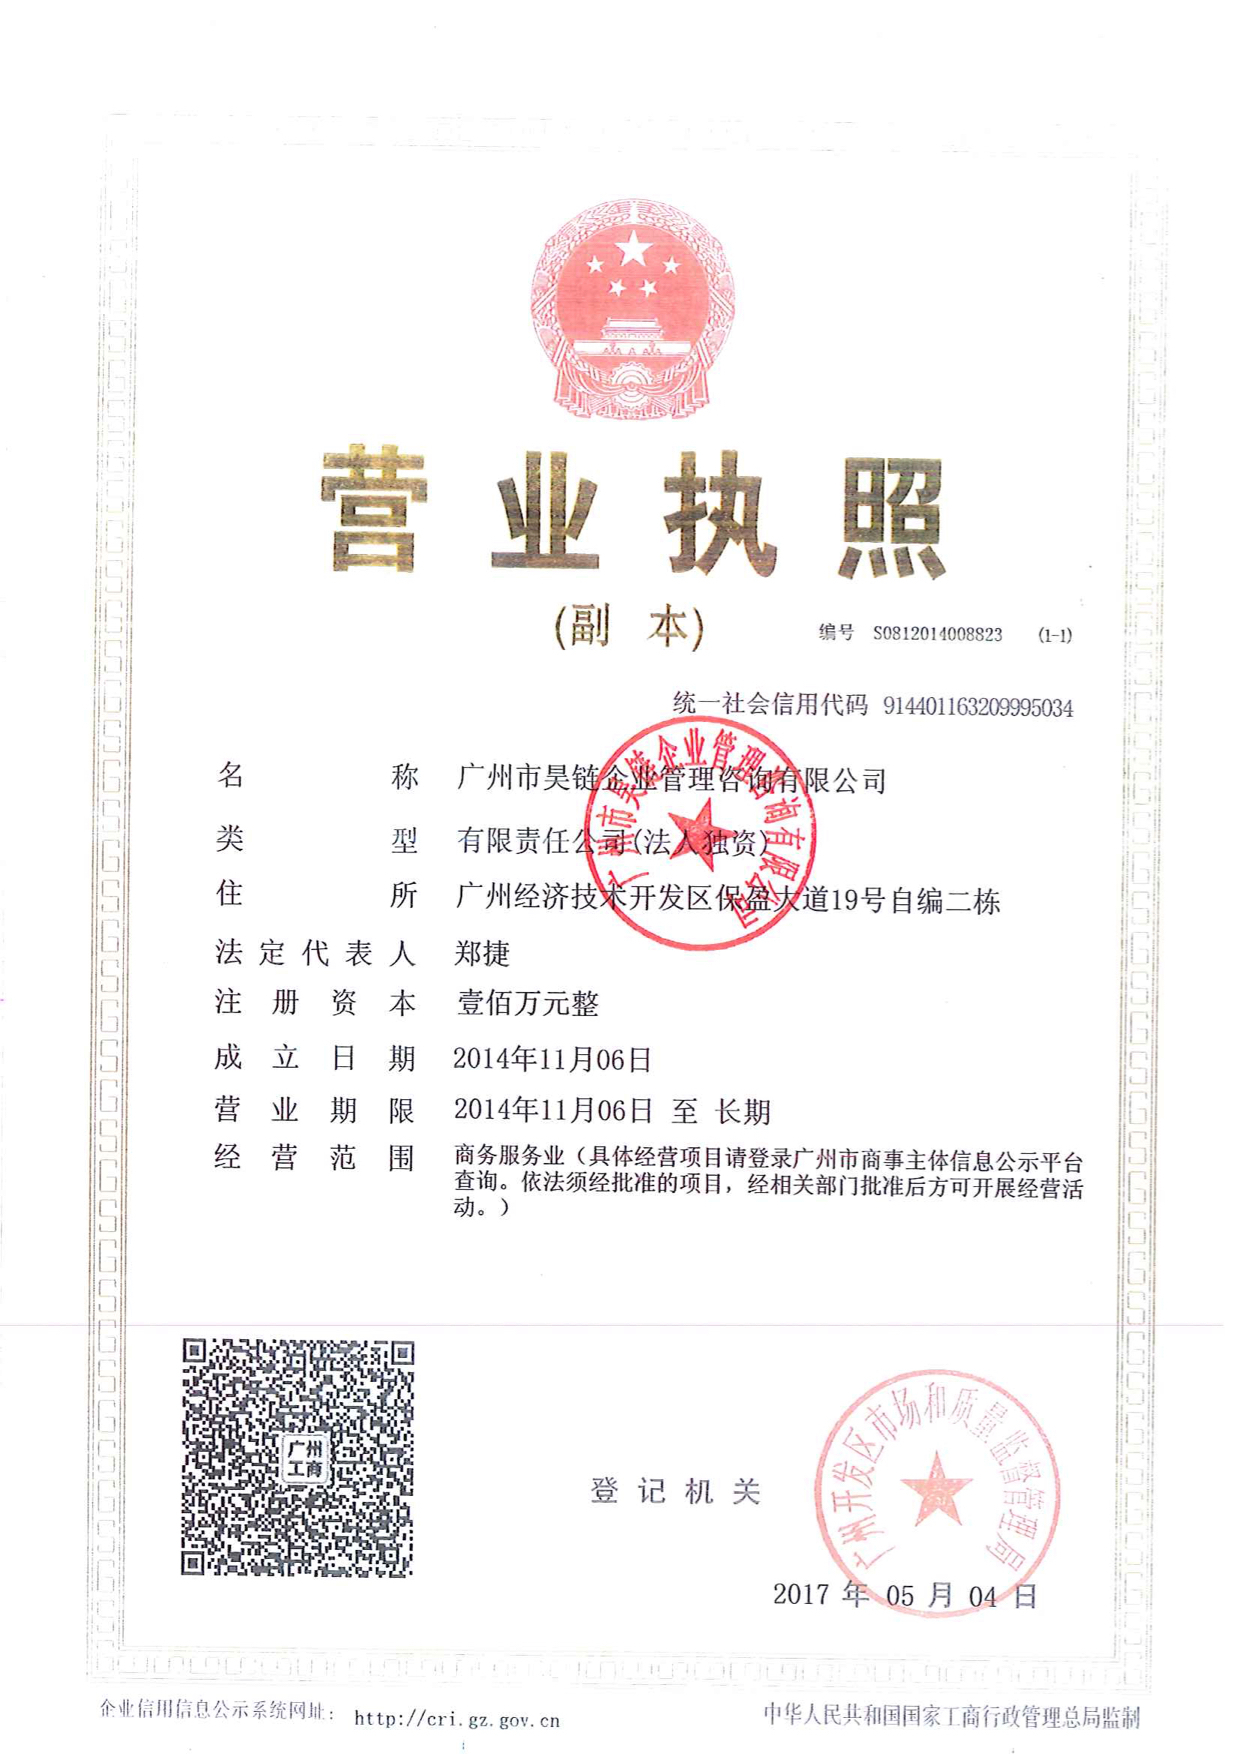 营业执照
(副 本)
编号 S0812014008823 (1-1)
统一社会信用代码 914401163209995034
名 称 广州市昊链企业管理咨询有限公司
类 型 有限责任公司(法人独资)
住 所 广州经济技术开发区保盈大道19号自编二栋
法定代表人 郑捷
注册资本 壹佰万元整
成立日期 2014年11月06日
营业期限 2014年11月06日 至 长期
经营范围 商务服务业（具体经营项目请登录广州市商事主体信息公示平台
查询。依法须经批准的项目，经相关部门批准后方可开展经营活
动。）
广州市昊链企业管理咨询有限公司
广州
工商
登记机关
广州开发区市场和质量监督管理局
2017 年 05 月 04 日
企业信用信息公示系统网址： http://cri.gz.gov.cn
中华人民共和国国家工商行政管理总局监制